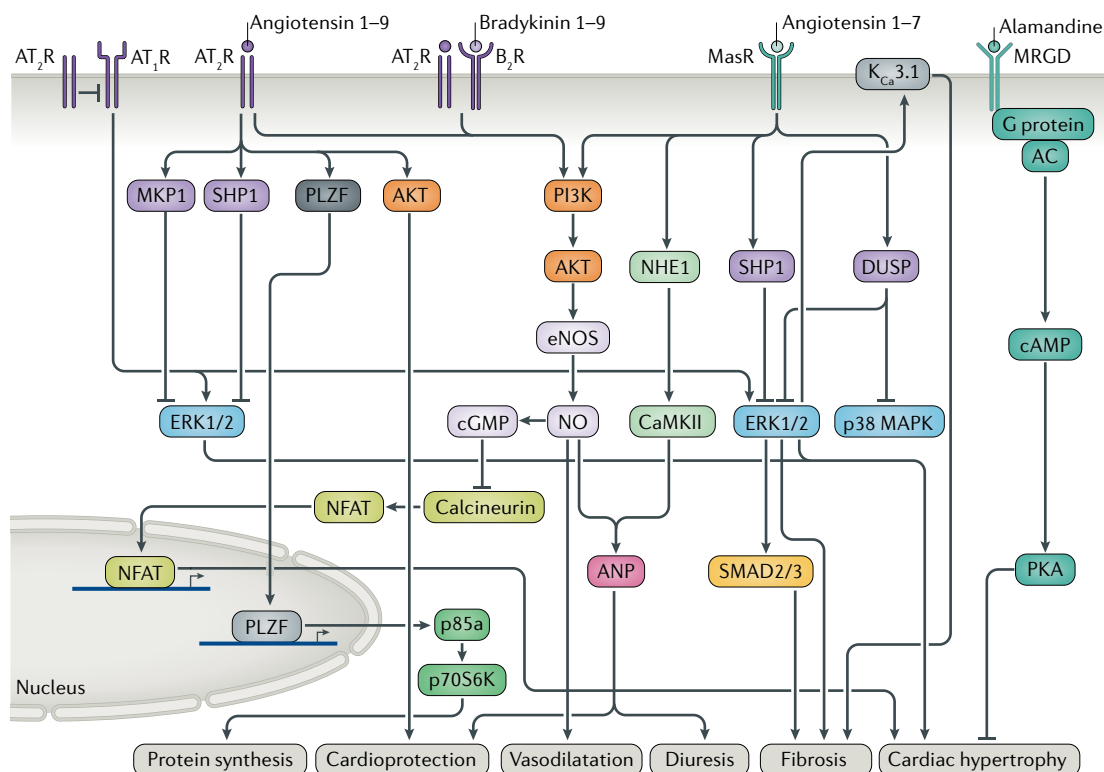 Angiotensin 1–9
Bradykinin 1–9
Angiotensin 1–7
Alamandine
AT₂R
AT₁R
AT₂R
AT₂R
B₂R
MasR
K_Ca3.1
MRGD
G protein
AC
MKP1
SHP1
PLZF
AKT
PI3K
AKT
NHE1
SHP1
DUSP
eNOS
cAMP
ERK1/2
cGMP
NO
CaMKII
ERK1/2
p38 MAPK
NFAT
Calcineurin
NFAT
ANP
SMAD2/3
PKA
PLZF
p85a
p70S6K
Nucleus
Protein synthesis
Cardioprotection
Vasodilatation
Diuresis
Fibrosis
Cardiac hypertrophy